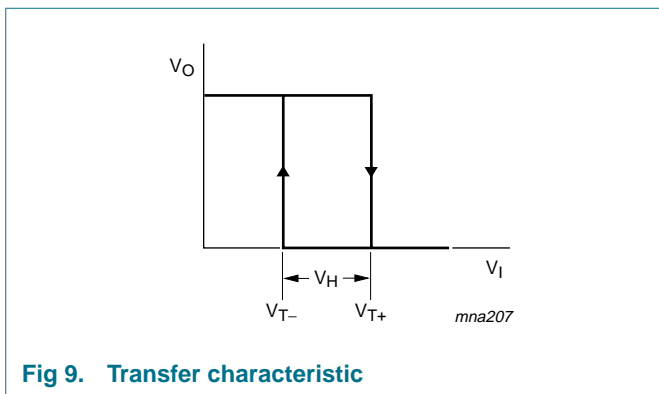 VO
VH
VI
VT−
VT+
mna207
Fig 9. Transfer characteristic